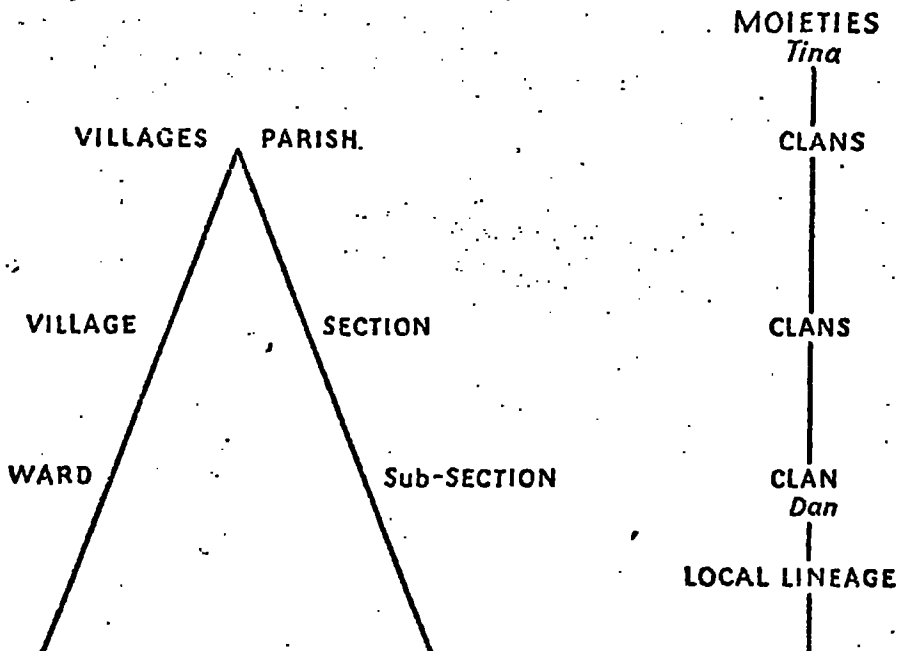 MOIETIES
Tina
VILLAGES PARISH.
CLANS
VILLAGE SECTION
CLANS
WARD Sub-SECTION
CLAN
Dan
LOCAL LINEAGE